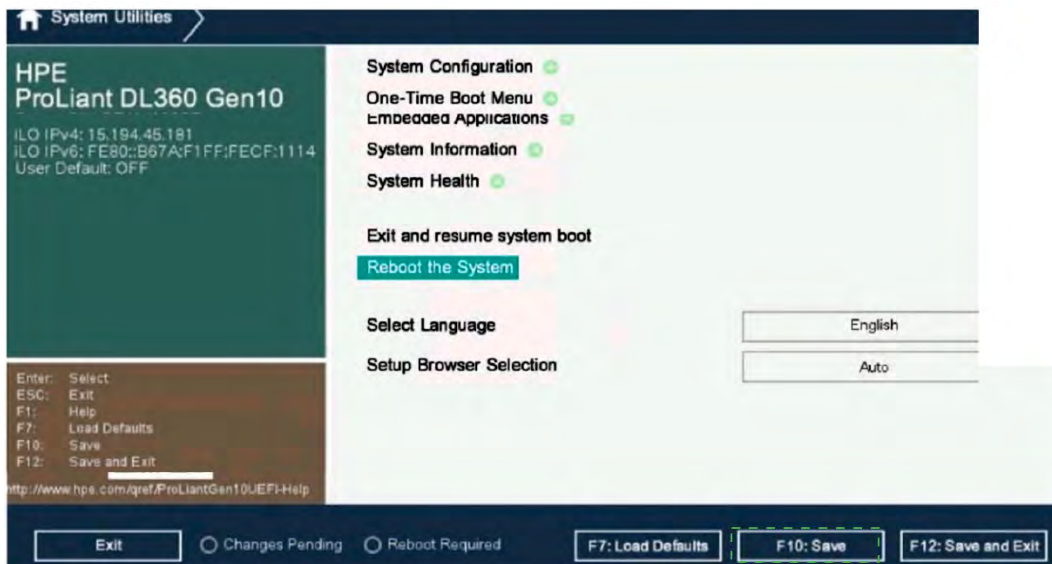 System Utilities
HPE
ProLiant DL360 Gen10
iLO IPv4: 15.194.45.181
iLO IPv6: FE80::B67A:F1FF:FECF:1114
User Default: OFF
Enter: Select
ESC: Exit
F1: Help
F7: Load Defaults
F10: Save
F12: Save and Exit
http://www.hpe.com/qref/ProLiantGen10UEFI-Help
System Configuration
One-Time Boot Menu
Embedded Applications
System Information
System Health
Exit and resume system boot
Reboot the System
Select Language English
Setup Browser Selection Auto
Exit Changes Pending Reboot Required F7: Load Defaults F10: Save F12: Save and Exit